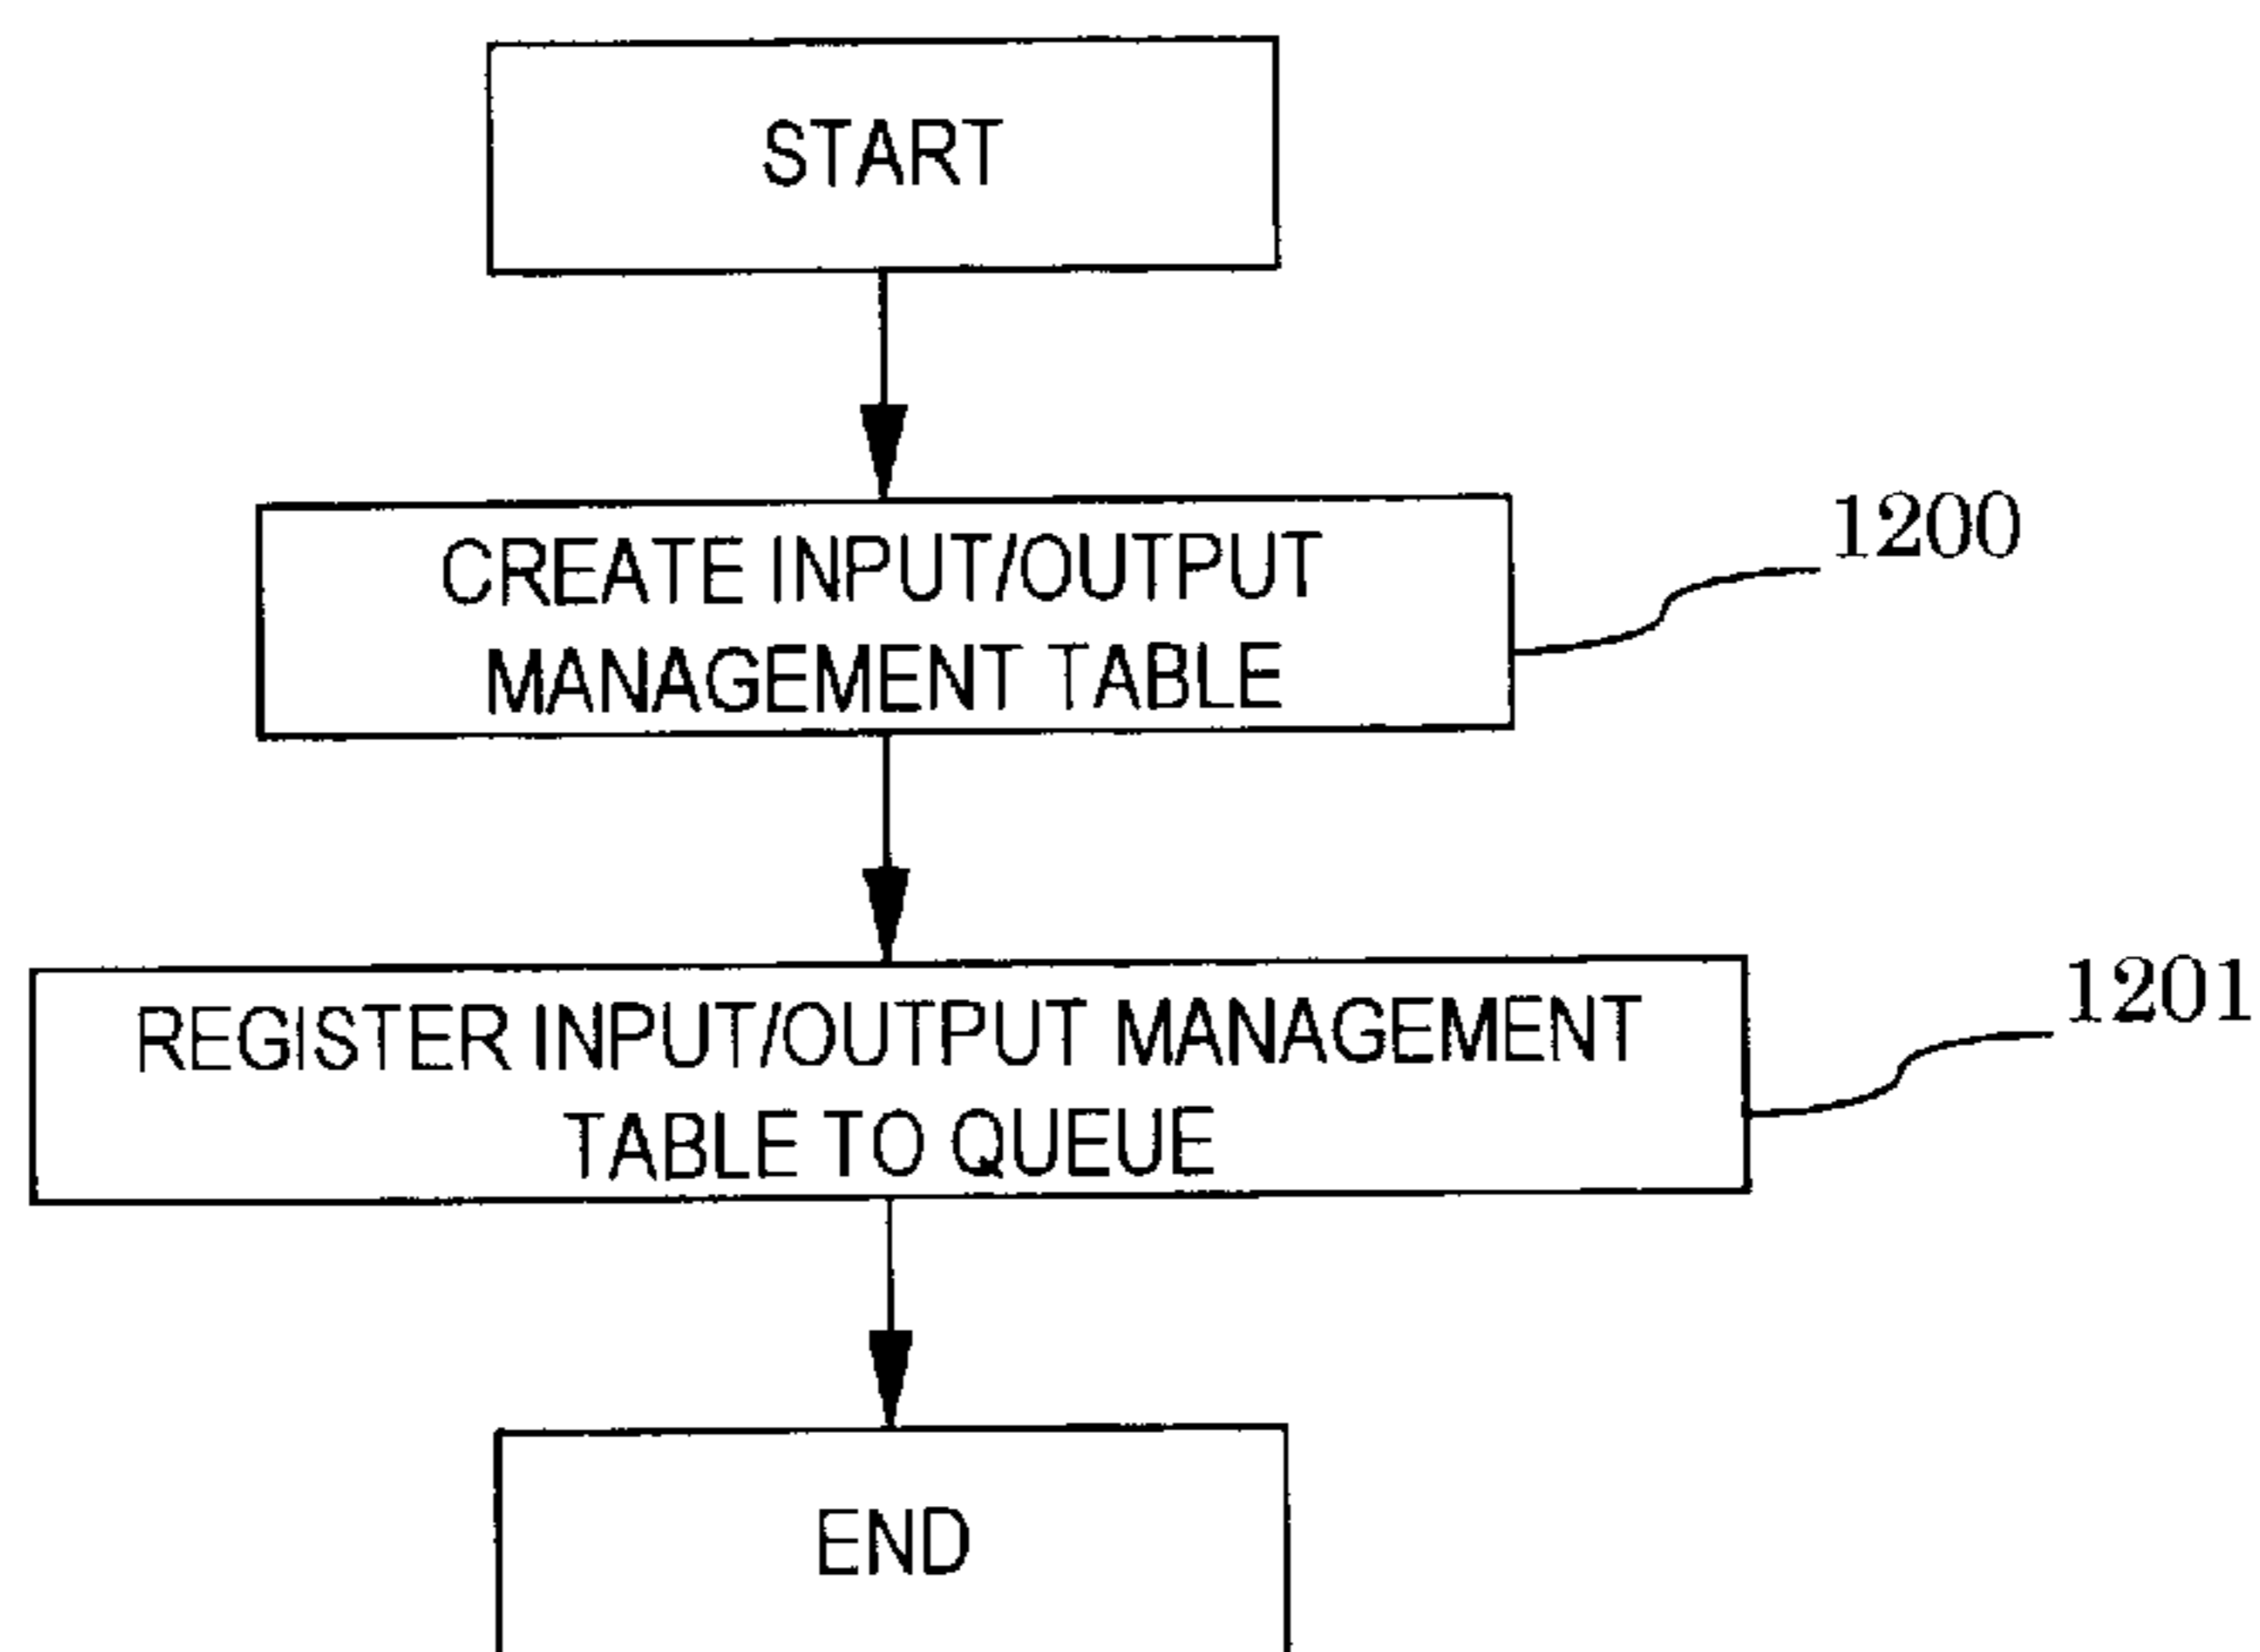 START
CREATE INPUT/OUTPUT
MANAGEMENT TABLE
1200
REGISTER INPUT/OUTPUT MANAGEMENT
TABLE TO QUEUE
1201
END